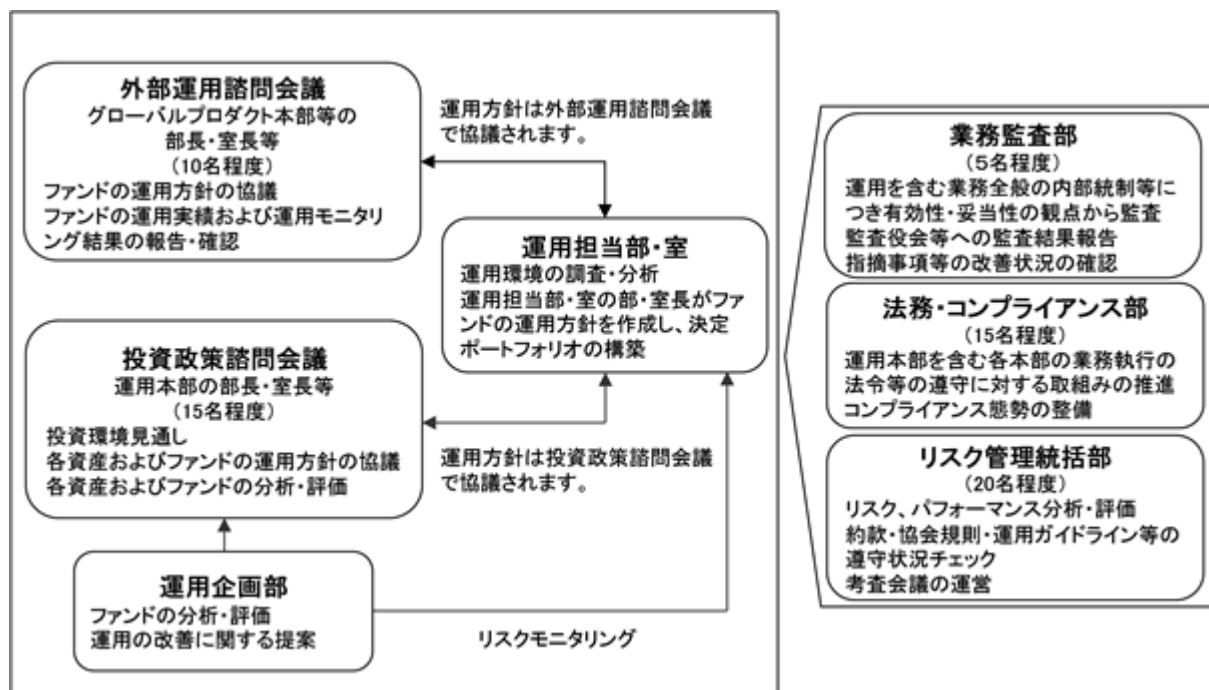 外部運用諮問会議
グローバルプロダクト本部等の
部長・室長等
(10名程度)
ファンドの運用方針の協議
ファンドの運用実績および運用モニタリ
ング結果の報告・確認
運用方針は外部運用諮問会議
で協議されます。
運用担当部・室
運用環境の調査・分析
運用担当部・室の部・室長がファ
ンドの運用方針を作成し、決定
ポートフォリオの構築
投資政策諮問会議
運用本部の部長・室長等
(15名程度)
投資環境見通し
各資産およびファンドの運用方針の協議
各資産およびファンドの分析・評価
運用方針は投資政策諮問会議
で協議されます。
運用企画部
ファンドの分析・評価
運用の改善に関する提案
リスクモニタリング
業務監査部
(5名程度)
運用を含む業務全般の内部統制等に
つき有効性・妥当性の観点から監査
監査役会等への監査結果報告
指摘事項等の改善状況の確認
法務・コンプライアンス部
(15名程度)
運用本部を含む各本部の業務執行の
法令等の遵守に対する取組みの推進
コンプライアンス態勢の整備
リスク管理統括部
(20名程度)
リスク、パフォーマンス分析・評価
約款・協会規則・運用ガイドライン等の
遵守状況チェック
考査会議の運営